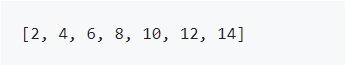 [2, 4, 6, 8, 10, 12, 14]